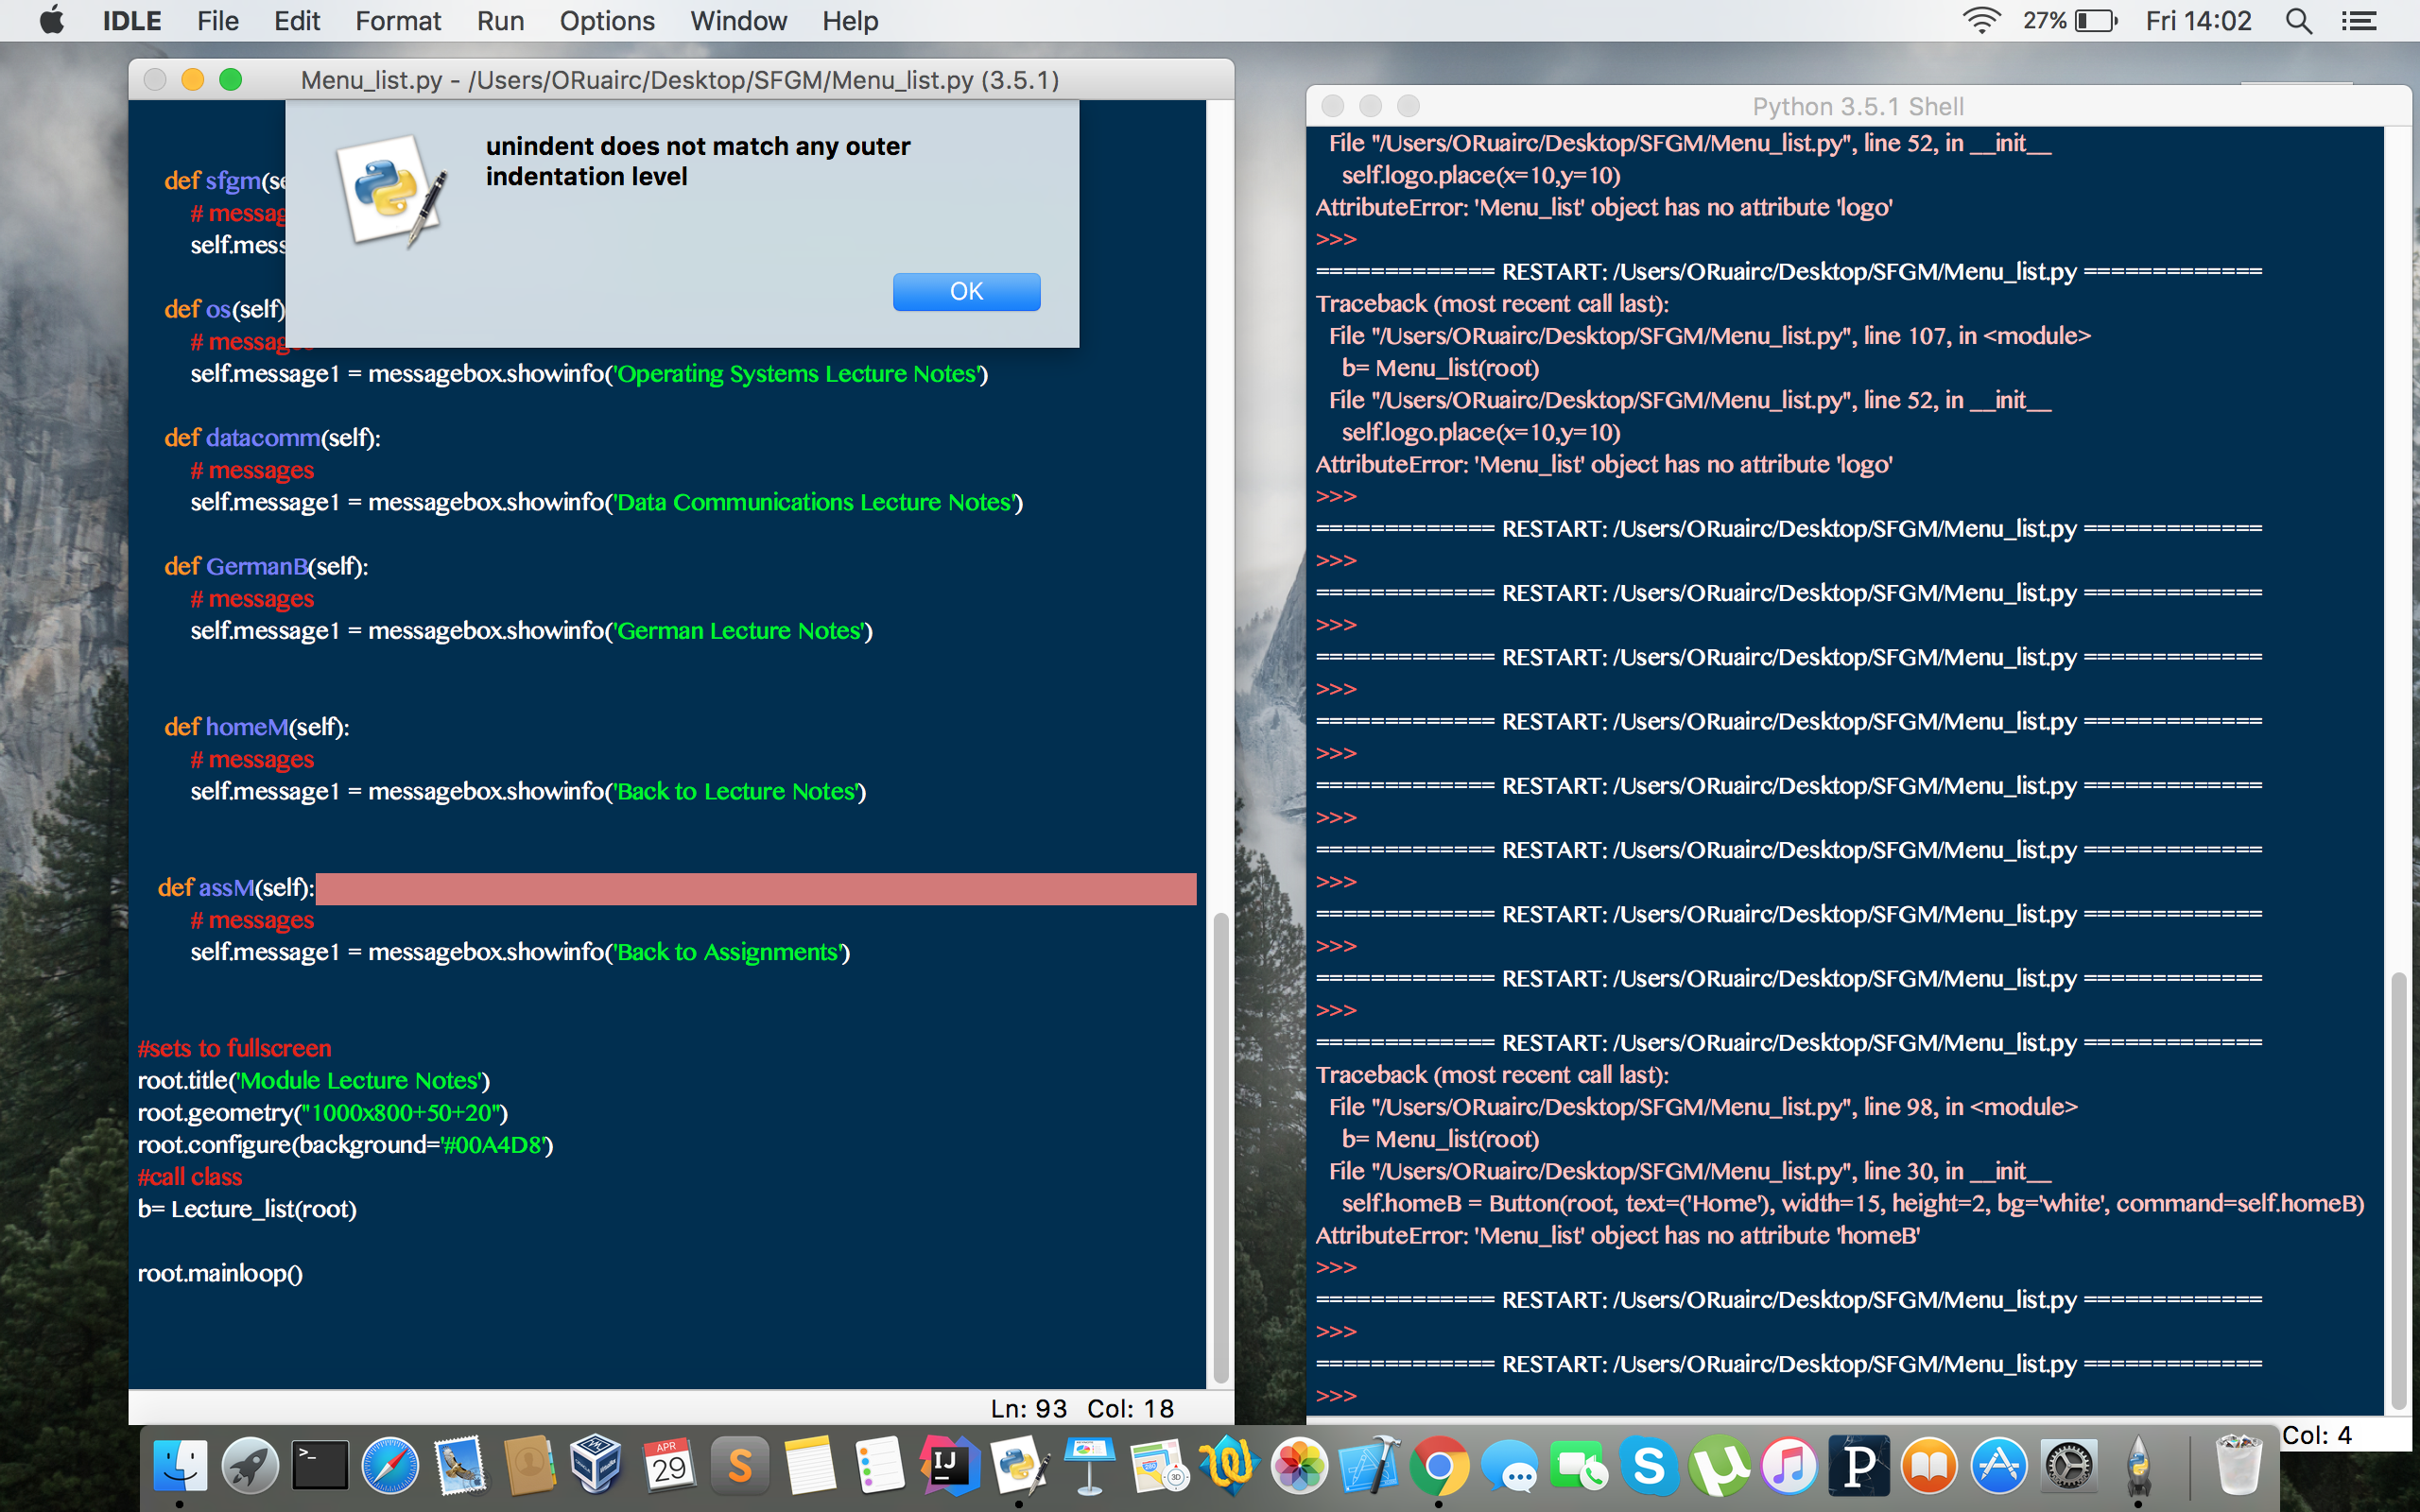 IDLE File Edit Format Run Options Window Help 27% Fri 14:02
Menu_list.py - /Users/ORuairc/Desktop/SFGM/Menu_list.py (3.5.1)
unindent does not match any outer
indentation level
OK
def sfgm(se
# messag
self.mess
def os(self)
# messages
self.message1 = messagebox.showinfo('Operating Systems Lecture Notes')
def datacomm(self):
# messages
self.message1 = messagebox.showinfo('Data Communications Lecture Notes')
def GermanB(self):
# messages
self.message1 = messagebox.showinfo('German Lecture Notes')
def homeM(self):
# messages
self.message1 = messagebox.showinfo('Back to Lecture Notes')
def assM(self):
# messages
self.message1 = messagebox.showinfo('Back to Assignments')
#sets to fullscreen
root.title('Module Lecture Notes')
root.geometry("1000x800+50+20")
root.configure(background='#00A4D8')
#call class
b= Lecture_list(root)
root.mainloop()
Ln: 93 Col: 18
Python 3.5.1 Shell
File "/Users/ORuairc/Desktop/SFGM/Menu_list.py", line 52, in __init__
self.logo.place(x=10,y=10)
AttributeError: 'Menu_list' object has no attribute 'logo'
>>>
============= RESTART: /Users/ORuairc/Desktop/SFGM/Menu_list.py =============
Traceback (most recent call last):
File "/Users/ORuairc/Desktop/SFGM/Menu_list.py", line 107, in <module>
b= Menu_list(root)
File "/Users/ORuairc/Desktop/SFGM/Menu_list.py", line 52, in __init__
self.logo.place(x=10,y=10)
AttributeError: 'Menu_list' object has no attribute 'logo'
>>>
============= RESTART: /Users/ORuairc/Desktop/SFGM/Menu_list.py =============
>>>
============= RESTART: /Users/ORuairc/Desktop/SFGM/Menu_list.py =============
>>>
============= RESTART: /Users/ORuairc/Desktop/SFGM/Menu_list.py =============
>>>
============= RESTART: /Users/ORuairc/Desktop/SFGM/Menu_list.py =============
>>>
============= RESTART: /Users/ORuairc/Desktop/SFGM/Menu_list.py =============
>>>
============= RESTART: /Users/ORuairc/Desktop/SFGM/Menu_list.py =============
>>>
============= RESTART: /Users/ORuairc/Desktop/SFGM/Menu_list.py =============
>>>
============= RESTART: /Users/ORuairc/Desktop/SFGM/Menu_list.py =============
>>>
============= RESTART: /Users/ORuairc/Desktop/SFGM/Menu_list.py =============
Traceback (most recent call last):
File "/Users/ORuairc/Desktop/SFGM/Menu_list.py", line 98, in <module>
b= Menu_list(root)
File "/Users/ORuairc/Desktop/SFGM/Menu_list.py", line 30, in __init__
self.homeB = Button(root, text=('Home'), width=15, height=2, bg='white', command=self.homeB)
AttributeError: 'Menu_list' object has no attribute 'homeB'
>>>
============= RESTART: /Users/ORuairc/Desktop/SFGM/Menu_list.py =============
>>>
============= RESTART: /Users/ORuairc/Desktop/SFGM/Menu_list.py =============
>>>
Col: 4
APR
29
S
IJ
3D
S
P